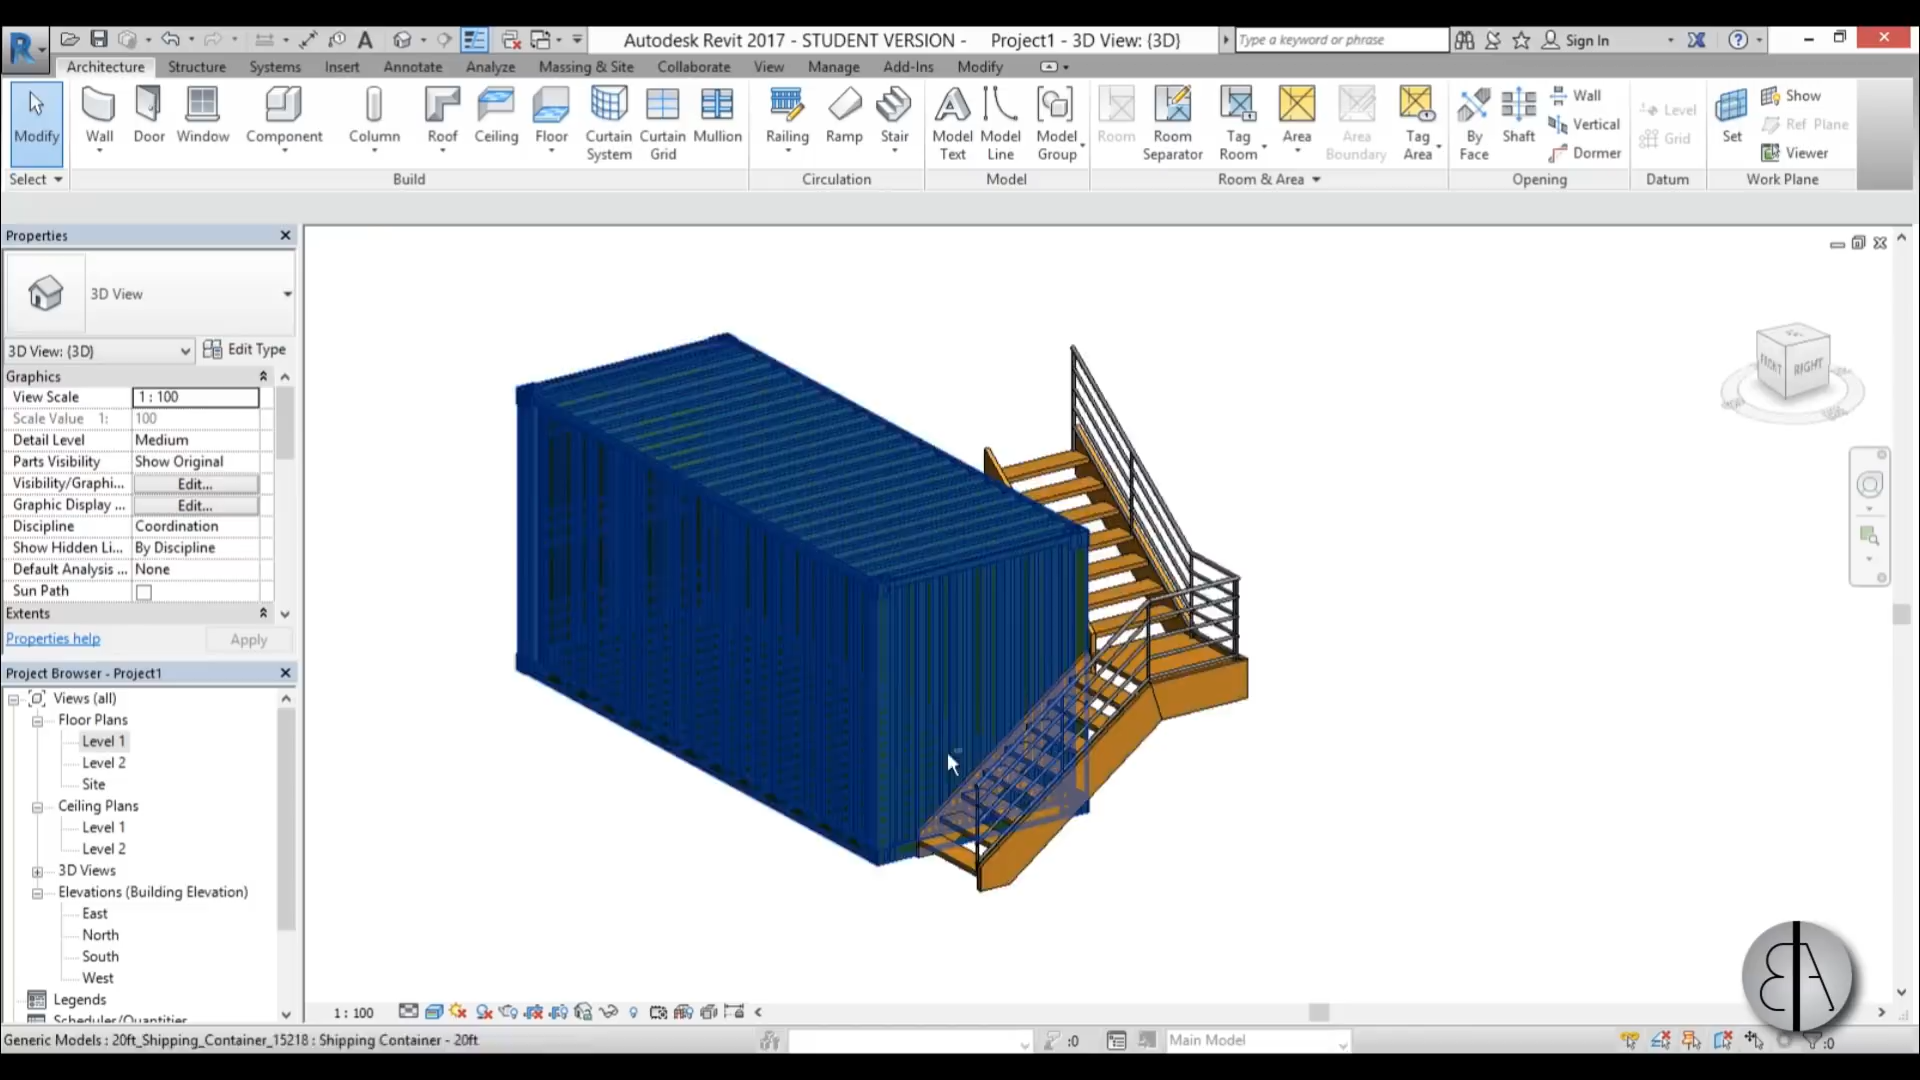 Autodesk Revit 2017 - STUDENT VERSION - Project1 - 3D View: {3D}
Type a keyword or phrase
Sign In
Architecture Structure Systems Insert Annotate Analyze Massing & Site Collaborate View Manage Add-Ins Modify
Modify
Wall
Door
Window
Component
Column
Roof
Ceiling
Floor
Curtain System
Curtain Grid
Mullion
Railing
Ramp
Stair
Model Text
Model Line
Model Group
Room
Room Separator
Tag Room
Area
Area Boundary
Tag Area
By Face
Shaft
Wall
Vertical
Dormer
Level
Grid
Set
Show
Ref Plane
Viewer
Select
Build
Circulation
Model
Room & Area
Opening
Datum
Work Plane
Properties
3D View
3D View: {3D}
Edit Type
Graphics
View Scale 1 : 100
Scale Value 1: 100
Detail Level Medium
Parts Visibility Show Original
Visibility/Graphi... Edit...
Graphic Display ... Edit...
Discipline Coordination
Show Hidden Li... By Discipline
Default Analysis ... None
Sun Path
Extents
Properties help
Apply
Project Browser - Project1
Views (all)
Floor Plans
Level 1
Level 2
Site
Ceiling Plans
Level 1
Level 2
3D Views
Elevations (Building Elevation)
East
North
South
West
Legends
Schedules/Quantities
FRONT
RIGHT
1 : 100
Generic Models : 20ft_Shipping_Container_15218 : Shipping Container - 20ft
:0
Main Model
:0